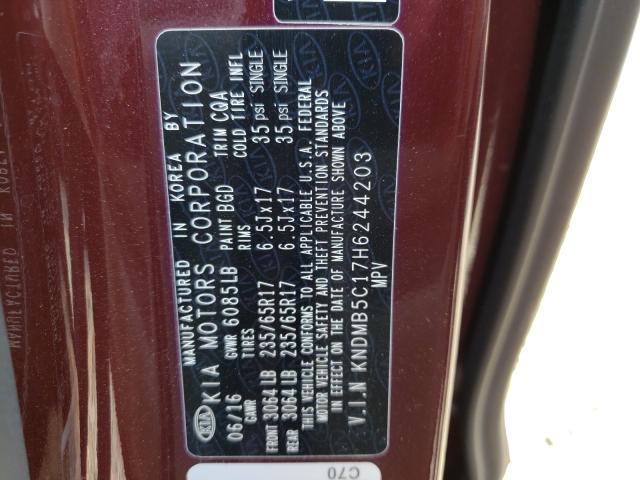 MANUFACTURED IN KOREA BY
KIA KIA MOTORS CORPORATION
06/16 GVWR 6085LB PAINT BGD TRIM CQA
GAWR TIRES RIMS COLD TIRE INFL
FRONT 3064 LB 235/65R17 6.5Jx17 35 psi SINGLE
REAR 3064 LB 235/65R17 6.5Jx17 35 psi SINGLE
THIS VEHICLE CONFORMS TO ALL APPLICABLE U.S.A. FEDERAL
MOTOR VEHICLE SAFETY AND THEFT PREVENTION STANDARDS
IN EFFECT ON THE DATE OF MANUFACTURE SHOWN ABOVE
V.I.N KNDMB5C17H6244203
MPV
C70